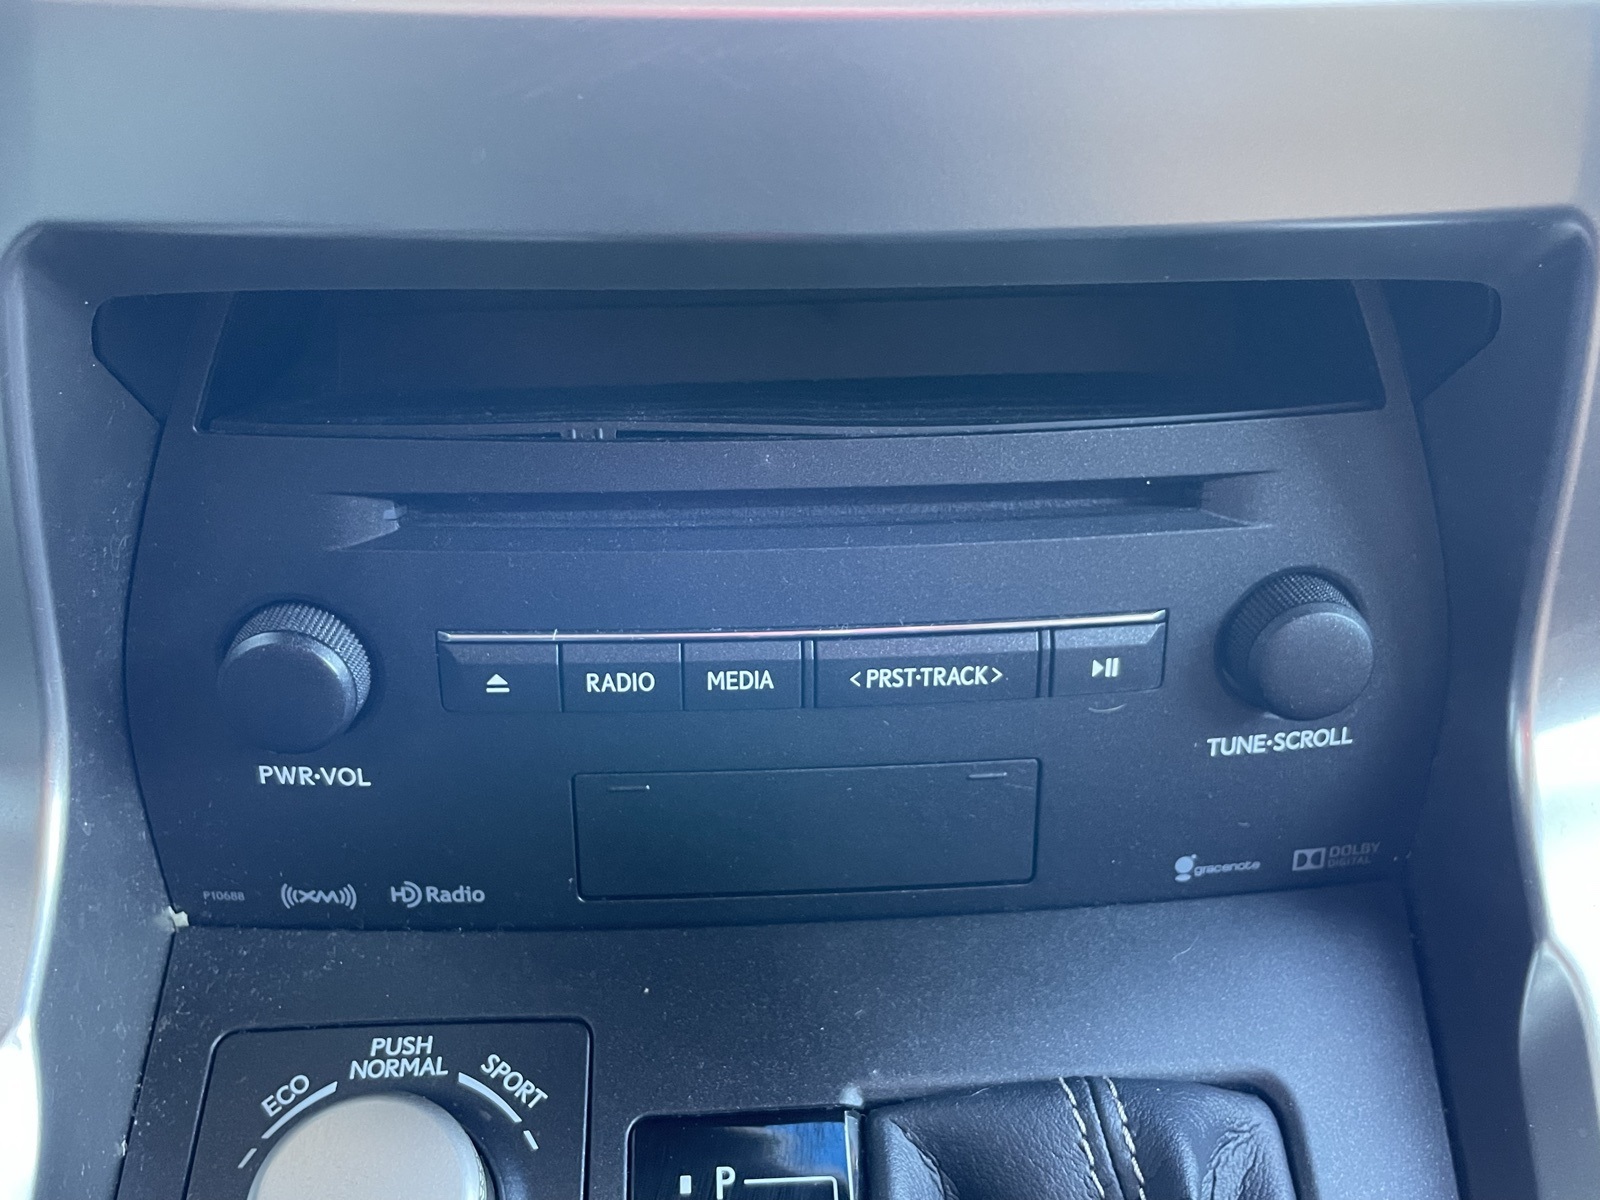 RADIO
MEDIA
<PRST·TRACK>
PWR·VOL
TUNE·SCROLL
P10688
((XM))
HD Radio
gracenote
DOLBY
DIGITAL
PUSH
NORMAL
ECO
SPORT
P